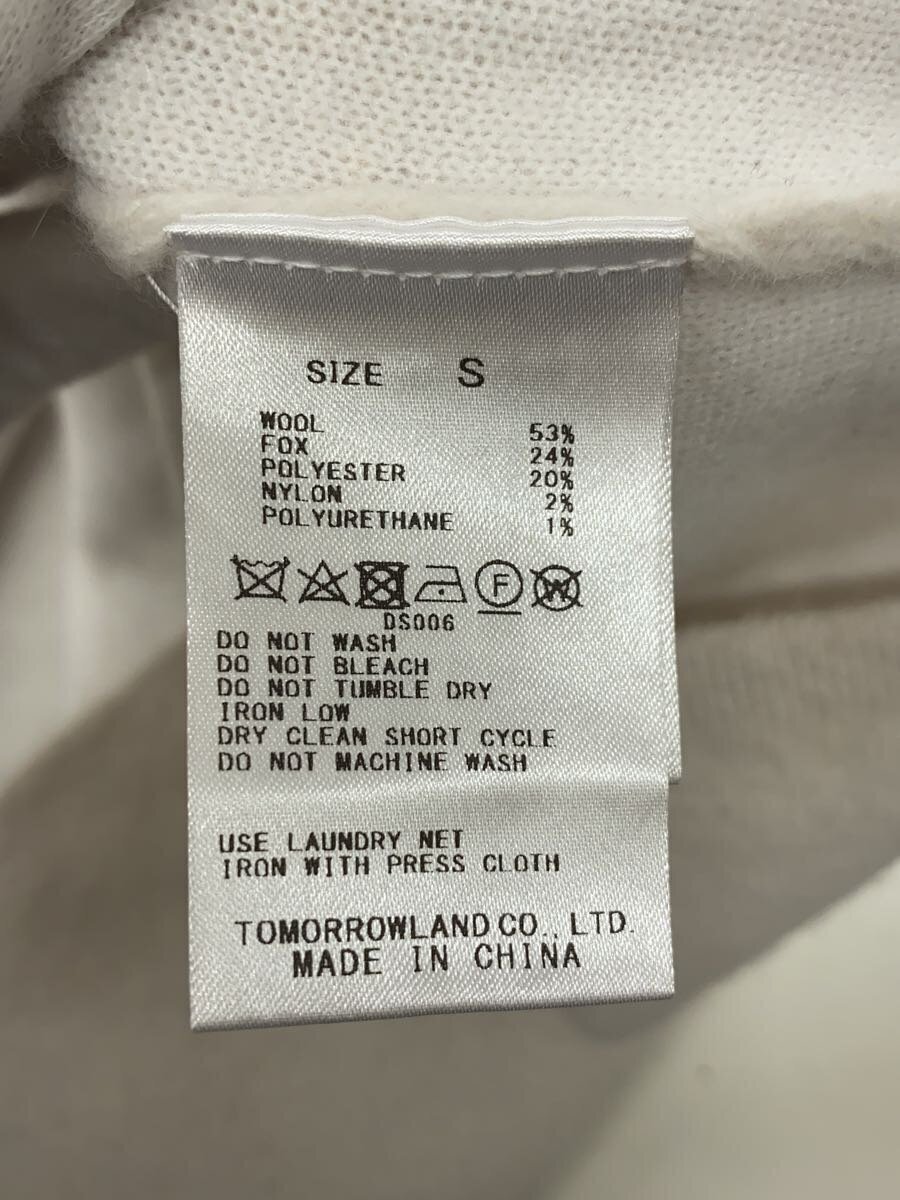 SIZE S
WOOL 53%
FOX 24%
POLYESTER 20%
NYLON 2%
POLYURETHANE 1%
F W
DS006
DO NOT WASH
DO NOT BLEACH
DO NOT TUMBLE DRY
IRON LOW
DRY CLEAN SHORT CYCLE
DO NOT MACHINE WASH
USE LAUNDRY NET
IRON WITH PRESS CLOTH
TOMORROWLAND CO., LTD.
MADE IN CHINA